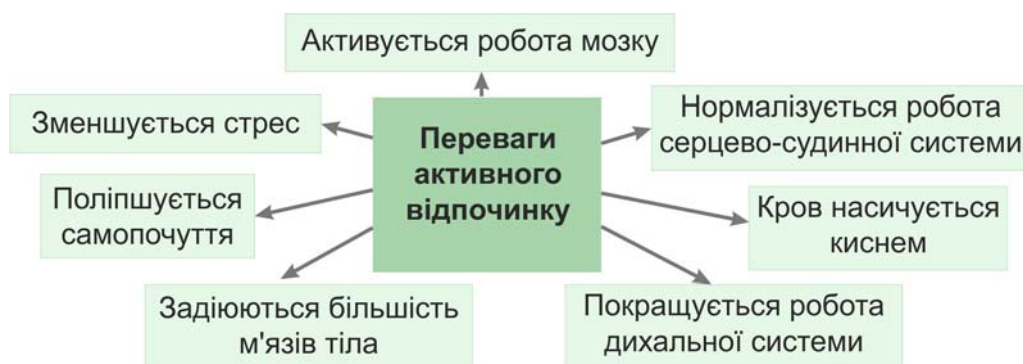 Активується робота мозку
Зменшується стрес
Нормалізується робота
серцево-судинної системи
Переваги
активного
відпочинку
Поліпшується
самопочуття
Кров насичується
киснем
Задіюються більшість
м'язів тіла
Покращується робота
дихальної системи